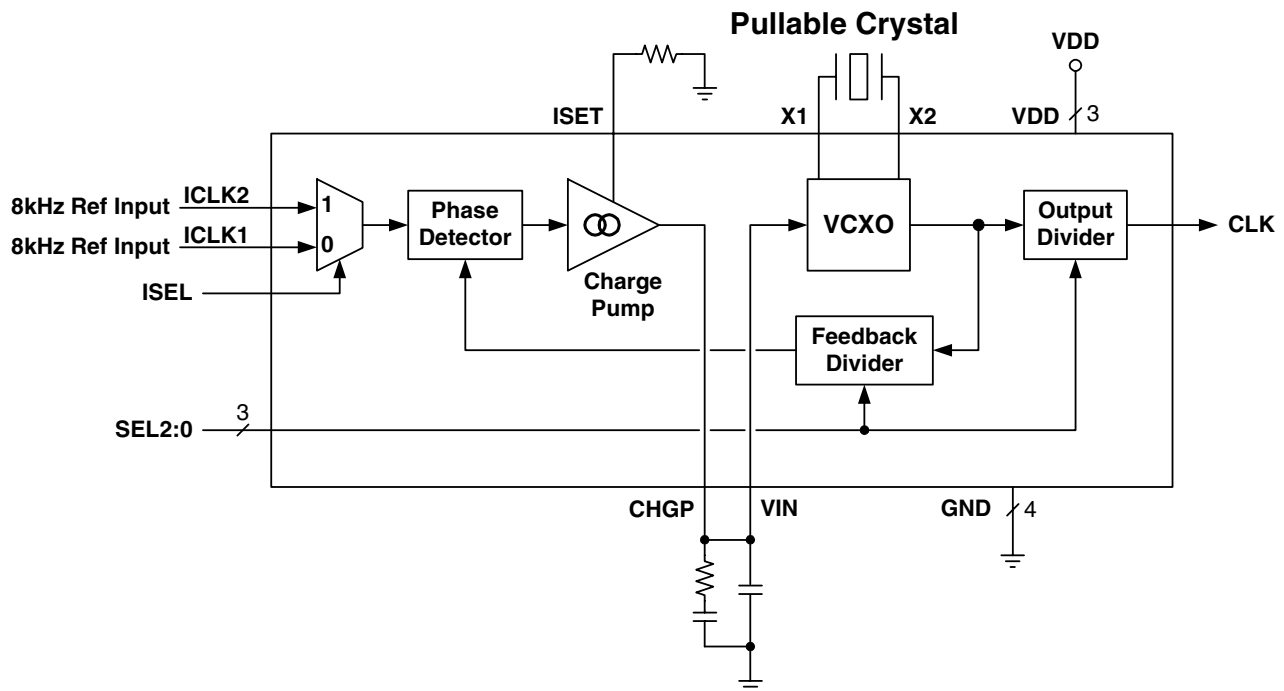 Pullable Crystal
VDD
ISET
X1
X2
VDD
3
8kHz Ref Input
ICLK2
1
Phase
Detector
VCXO
Output
Divider
CLK
8kHz Ref Input
ICLK1
0
Charge
Pump
ISEL
Feedback
Divider
SEL2:0
3
CHGP
VIN
GND
4